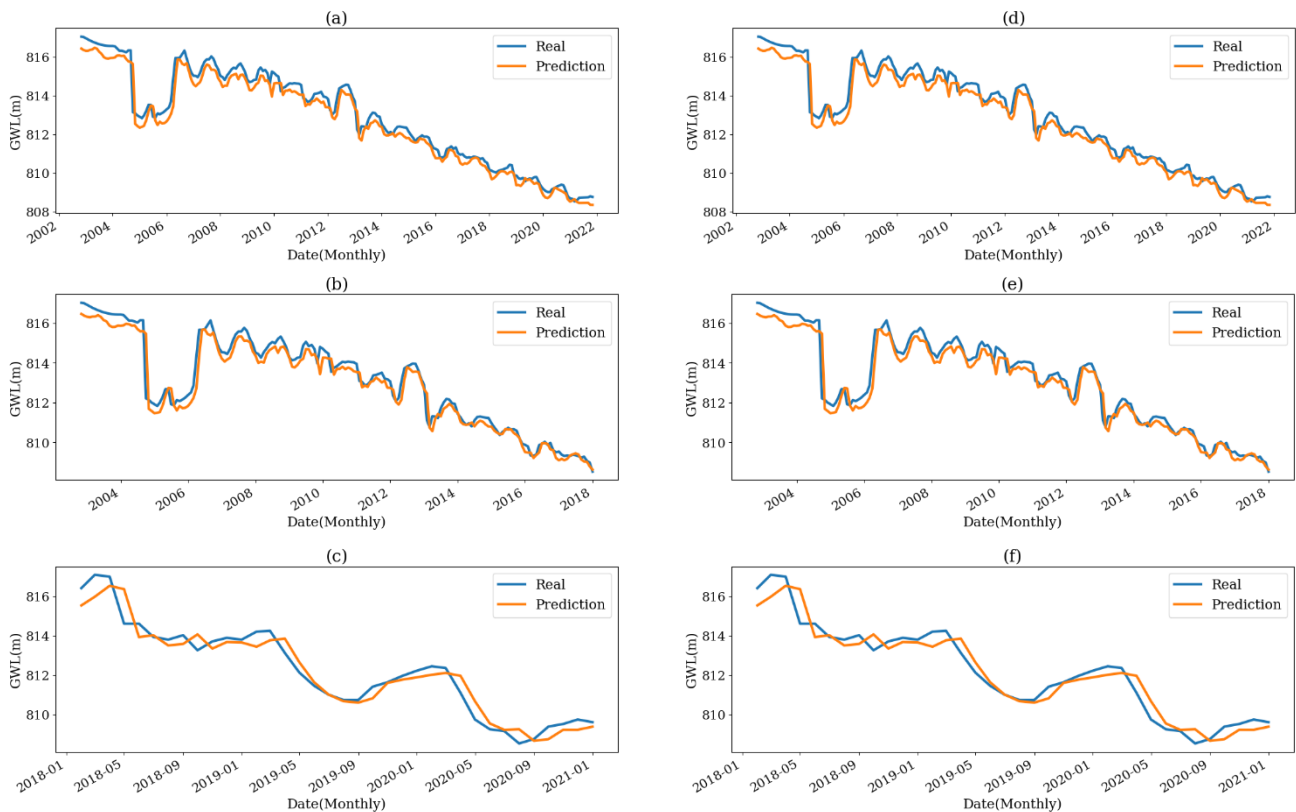 (a)
GWL(m)
816
814
812
810
808
Real
Prediction
2002
2004
2006
2008
2010
2012
2014
2016
2018
2020
2022
Date(Monthly)
(d)
GWL(m)
816
814
812
810
808
Real
Prediction
2002
2004
2006
2008
2010
2012
2014
2016
2018
2020
2022
Date(Monthly)
(b)
GWL(m)
816
814
812
810
Real
Prediction
2004
2006
2008
2010
2012
2014
2016
2018
Date(Monthly)
(e)
GWL(m)
816
814
812
810
Real
Prediction
2004
2006
2008
2010
2012
2014
2016
2018
Date(Monthly)
(c)
GWL(m)
816
814
812
810
Real
Prediction
2018-01
2018-05
2018-09
2019-01
2019-05
2019-09
2020-01
2020-05
2020-09
2021-01
Date(Monthly)
(f)
GWL(m)
816
814
812
810
Real
Prediction
2018-01
2018-05
2018-09
2019-01
2019-05
2019-09
2020-01
2020-05
2020-09
2021-01
Date(Monthly)